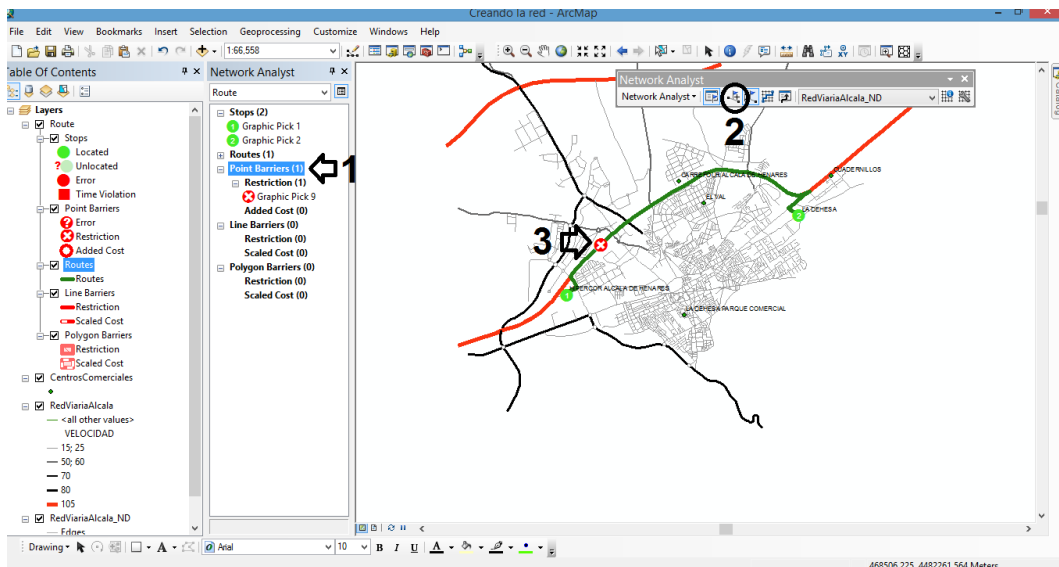 Creando la red - ArcMap
File Edit View Bookmarks Insert Selection Geoprocessing Customize Windows Help
1:66,558
Table Of Contents
Layers
Route
Stops
Located
Unlocated
Error
Time Violation
Point Barriers
Error
Restriction
Added Cost
Routes
Routes
Line Barriers
Restriction
Scaled Cost
Polygon Barriers
Restriction
Scaled Cost
CentrosComerciales
RedViariaAlcala
<all other values>
VELOCIDAD
15; 25
50; 60
70
80
105
RedViariaAlcala_ND
Edges
Network Analyst
Route
Stops (2)
1 Graphic Pick 1
2 Graphic Pick 2
Routes (1)
Point Barriers (1)
1
Restriction (1)
Graphic Pick 9
Added Cost (0)
Line Barriers (0)
Restriction (0)
Scaled Cost (0)
Polygon Barriers (0)
Restriction (0)
Scaled Cost (0)
Network Analyst
Network Analyst RedViariaAlcala_ND
2
CARREFOUR ALCALA DE HENARES
CUADERNILLOS
EL VAL
LA DEHESA
2
3
HIPERCOR ALCALA DE HENARES
1
LA DEHESA PARQUE COMERCIAL
Drawing A Arial 10 B I U A
468506,225 4482261,564 Meters